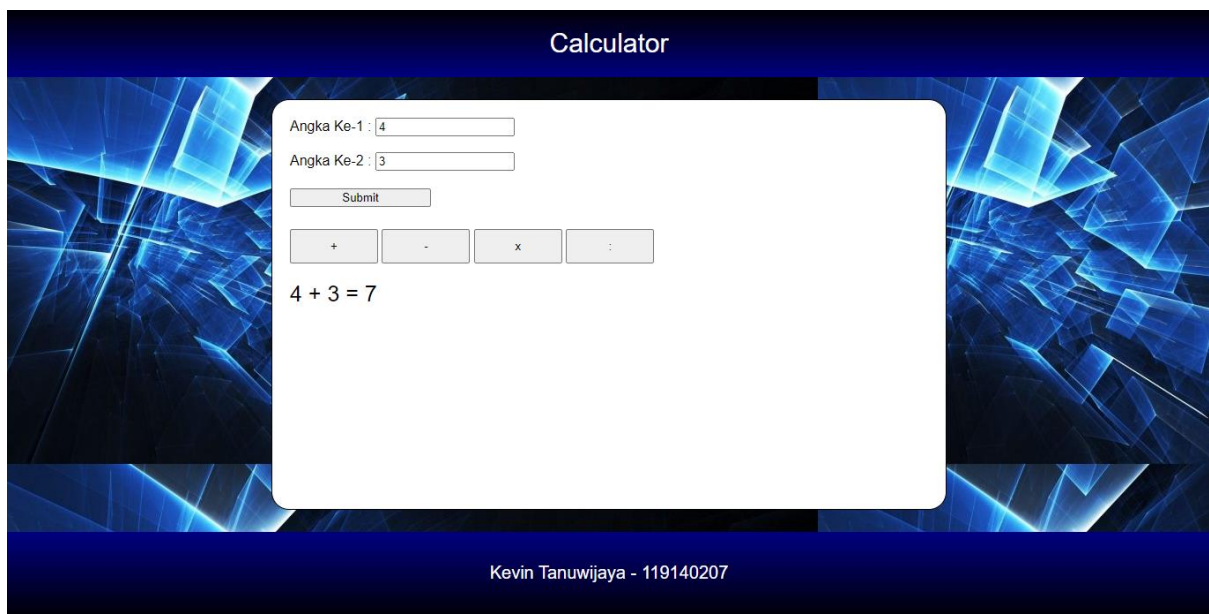 Calculator
Angka Ke-1 : 4
Angka Ke-2 : 3
Submit
+ - x :
4 + 3 = 7
Kevin Tanuwijaya - 119140207